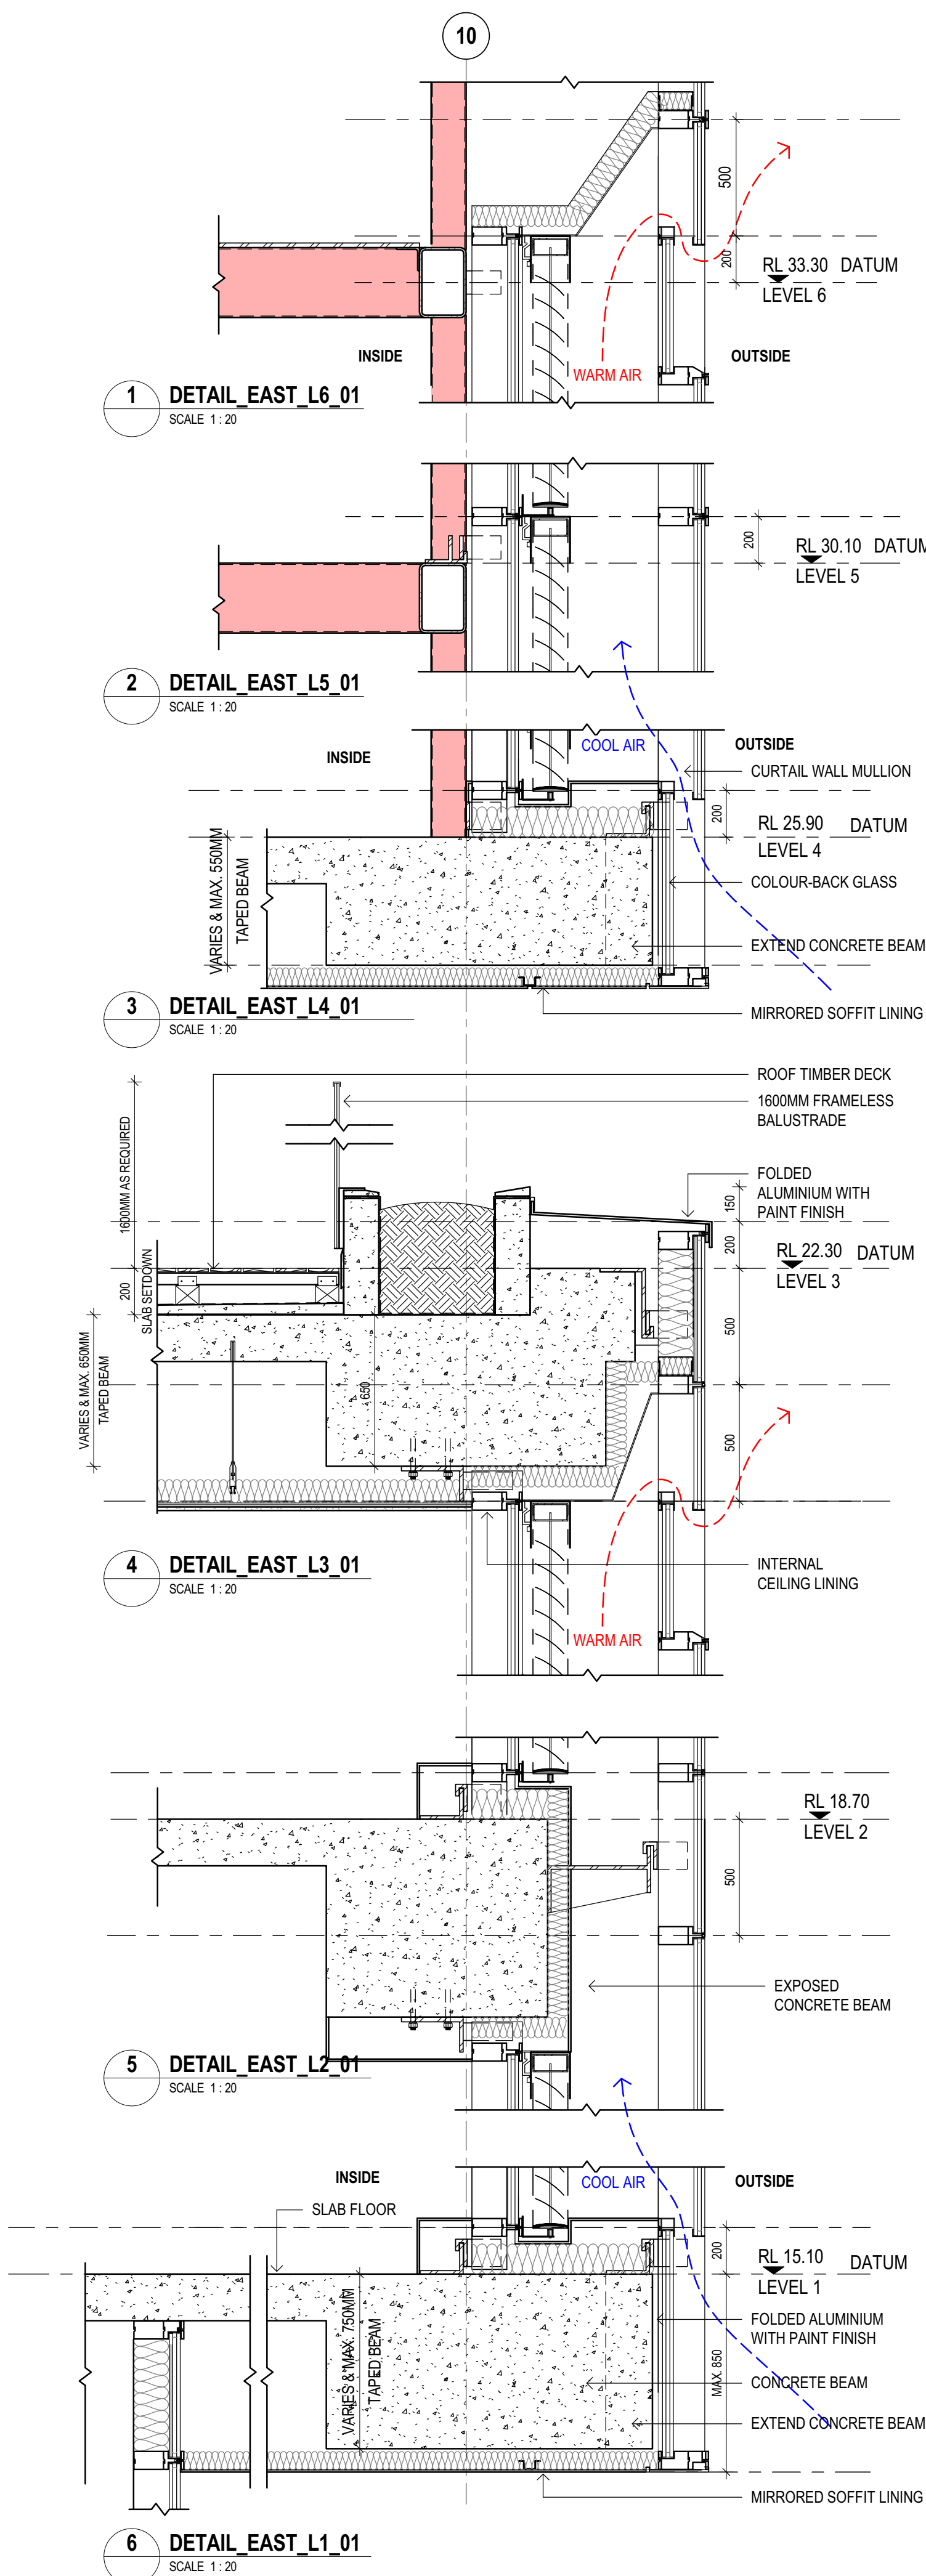 10
500
200
RL 33.30 DATUM
LEVEL 6
INSIDE
OUTSIDE
WARM AIR
1 DETAIL_EAST_L6_01
SCALE 1 : 20
200
RL 30.10 DATUM
LEVEL 5
2 DETAIL_EAST_L5_01
SCALE 1 : 20
INSIDE
COOL AIR
OUTSIDE
CURTAIL WALL MULLION
200
RL 25.90 DATUM
LEVEL 4
VARIES & MAX. 550MM
TAPED BEAM
COLOUR-BACK GLASS
EXTEND CONCRETE BEAM
MIRRORED SOFFIT LINING
3 DETAIL_EAST_L4_01
SCALE 1 : 20
ROOF TIMBER DECK
1600MM FRAMELESS
BALUSTRADE
1600MM AS REQUIRED
FOLDED
ALUMINIUM WITH
PAINT FINISH
150
200
RL 22.30 DATUM
LEVEL 3
200
SLAB SETDOWN
500
VARIES & MAX. 650MM
TAPED BEAM
650
500
4 DETAIL_EAST_L3_01
SCALE 1 : 20
INTERNAL
CEILING LINING
WARM AIR
RL 18.70
LEVEL 2
500
EXPOSED
CONCRETE BEAM
5 DETAIL_EAST_L2_01
SCALE 1 : 20
INSIDE
COOL AIR
OUTSIDE
SLAB FLOOR
200
RL 15.10 DATUM
LEVEL 1
VARIES & MAX. 750MM
TAPED BEAM
FOLDED ALUMINIUM
WITH PAINT FINISH
MAX. 850
CONCRETE BEAM
EXTEND CONCRETE BEAM
MIRRORED SOFFIT LINING
6 DETAIL_EAST_L1_01
SCALE 1 : 20